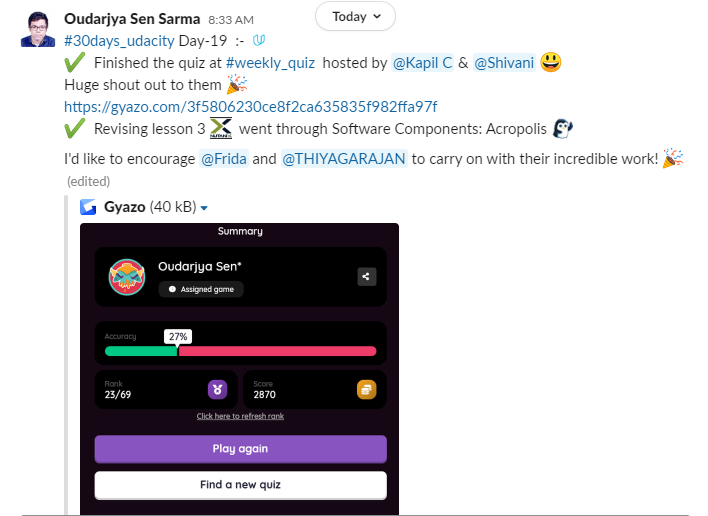 Today
Oudarjya Sen Sarma 8:33 AM
#30days_udacity Day-19 :-
Finished the quiz at #weekly_quiz hosted by @Kapil C & @Shivani
Huge shout out to them
https://gyazo.com/3f5806230ce8f2ca635835f982ffa97f
Revising lesson 3 NUTANIX went through Software Components: Acropolis
I'd like to encourage @Frida and @THIYAGARAJAN to carry on with their incredible work!
(edited)
Gyazo (40 kB)
Summary
Oudarjya Sen*
Assigned game
Accuracy
27%
Rank
23/69
Score
2870
Click here to refresh rank
Play again
Find a new quiz